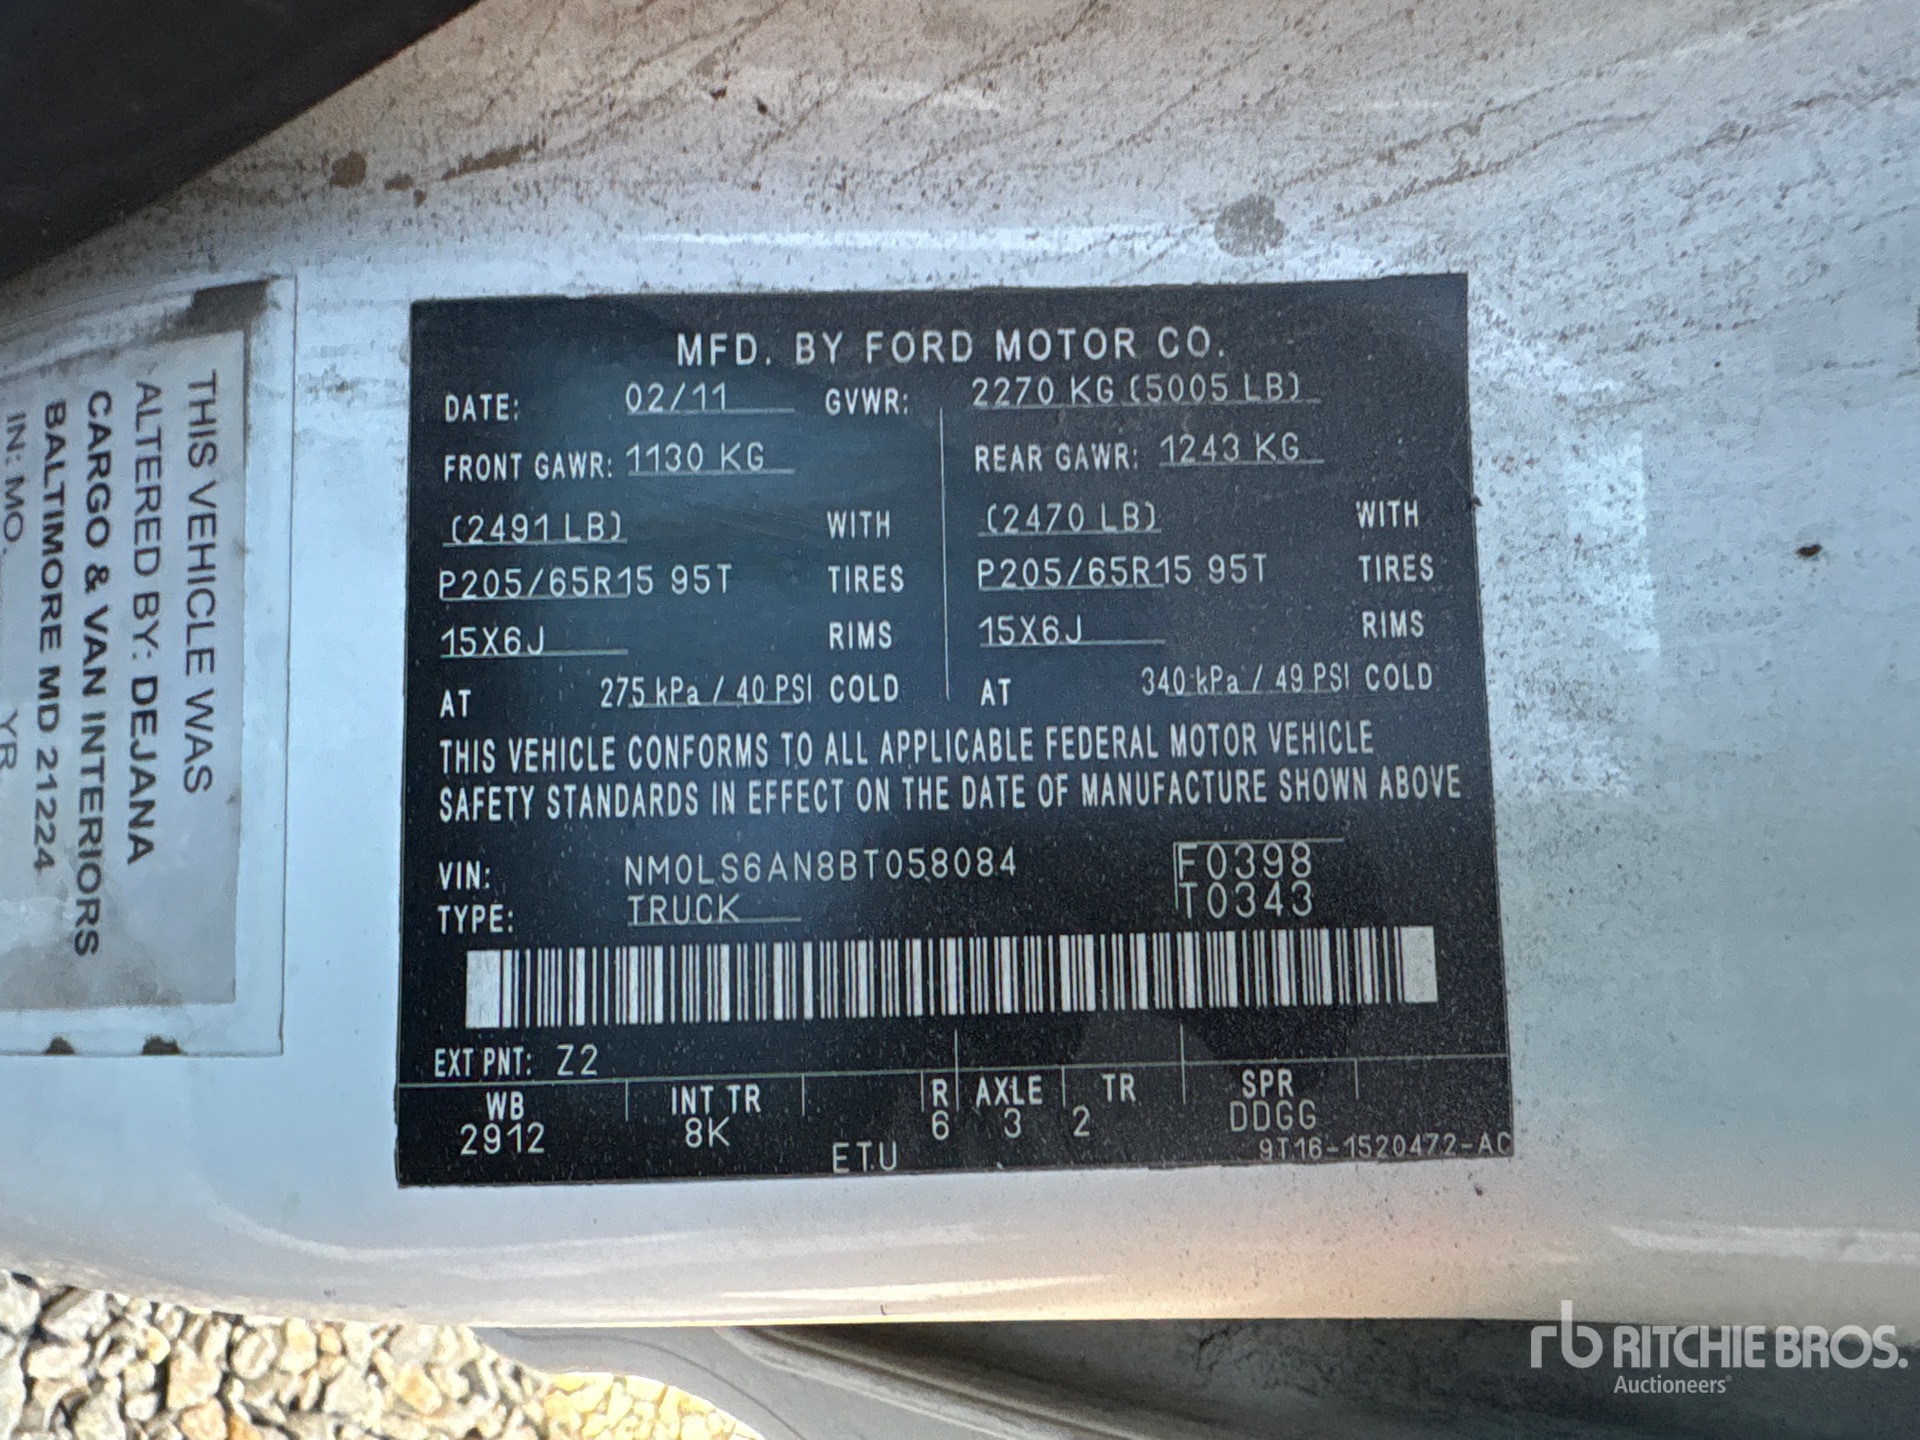 THIS VEHICLE WAS
ALTERED BY: DEJANA
CARGO & VAN INTERIORS
BALTIMORE MD 21224
IN: MO. YR.
MFD. BY FORD MOTOR CO.
DATE: 02/11 GVWR: 2270 KG (5005 LB)
FRONT GAWR: 1130 KG REAR GAWR: 1243 KG
(2491 LB) WITH (2470 LB) WITH
P205/65R15 95T TIRES P205/65R15 95T TIRES
15X6J RIMS 15X6J RIMS
AT 275 kPa / 40 PSI COLD AT 340 kPa / 49 PSI COLD
THIS VEHICLE CONFORMS TO ALL APPLICABLE FEDERAL MOTOR VEHICLE
SAFETY STANDARDS IN EFFECT ON THE DATE OF MANUFACTURE SHOWN ABOVE
VIN: NM0LS6AN8BT058084 F0398
TYPE: TRUCK T0343
EXT PNT: Z2
WB INT TR R AXLE TR SPR
2912 8K 6 3 2 DDGG
ETU 9T16-1520472-AC
rb RITCHIE BROS.
Auctioneers